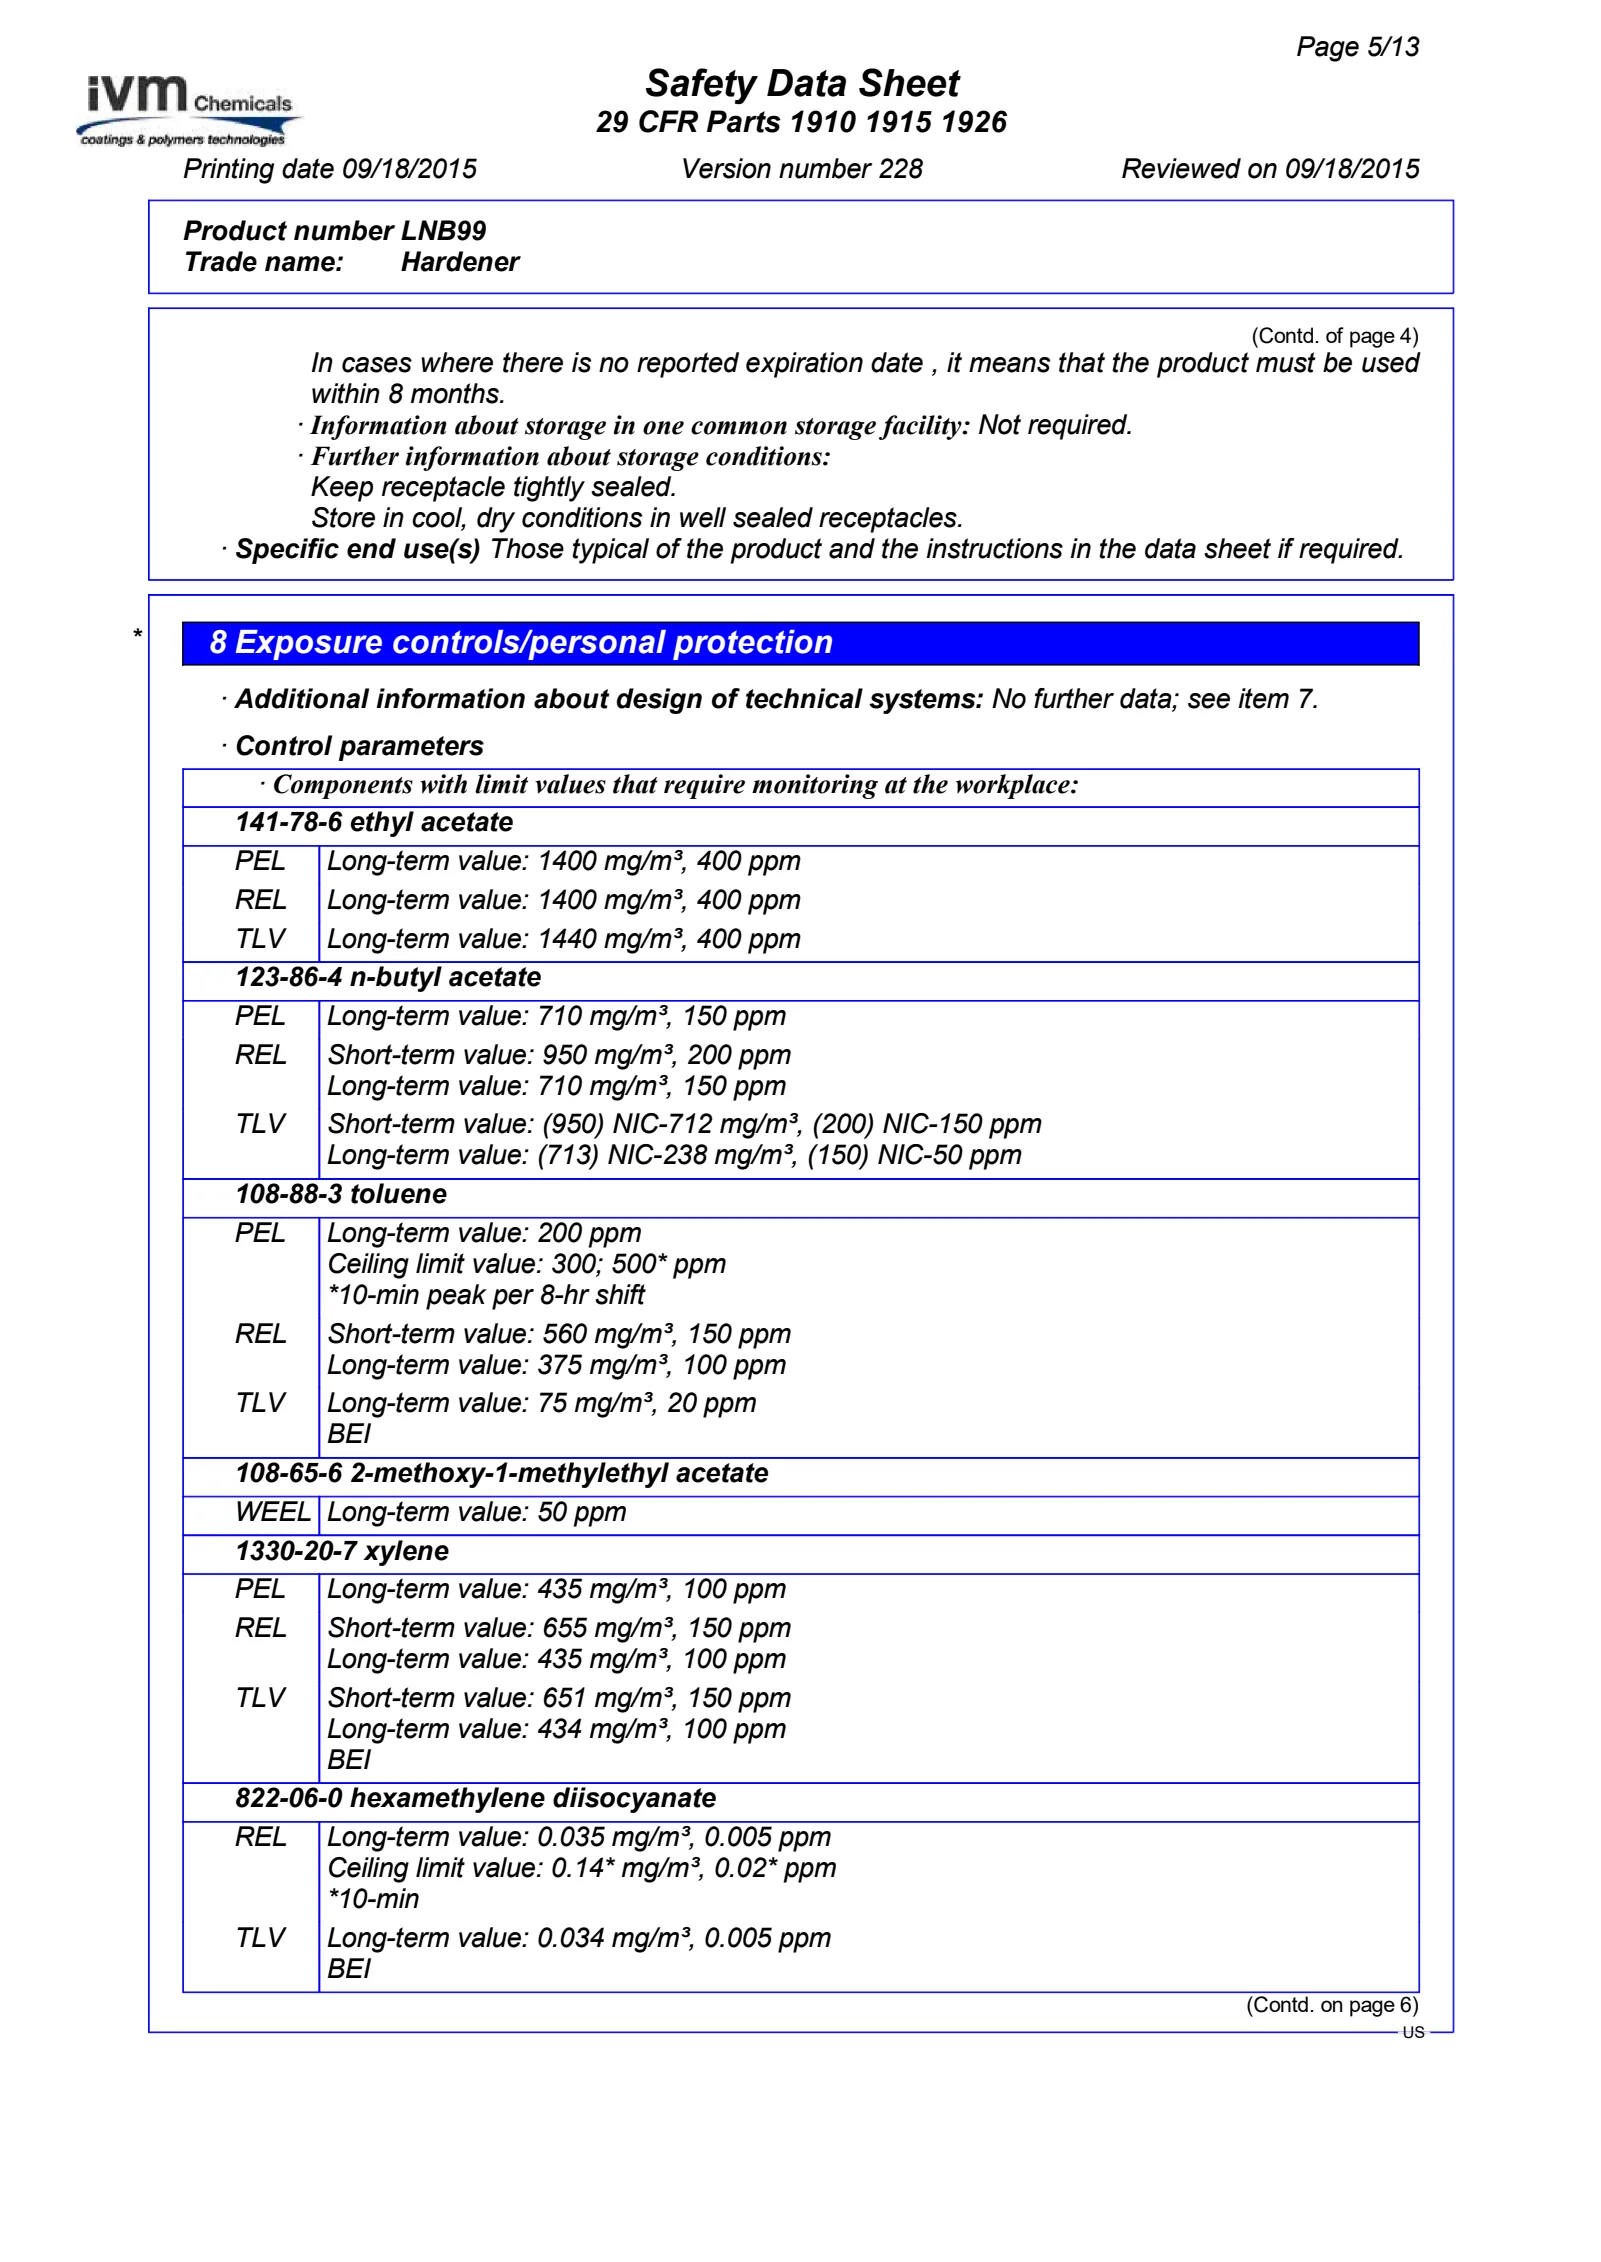 Page 5/13
ivm Chemicals
coatings & polymers technologies
Safety Data Sheet
29 CFR Parts 1910 1915 1926
Printing date 09/18/2015 Version number 228 Reviewed on 09/18/2015
Product number LNB99
Trade name: Hardener
(Contd. of page 4)
In cases where there is no reported expiration date , it means that the product must be used
within 8 months.
· Information about storage in one common storage facility: Not required.
· Further information about storage conditions:
Keep receptacle tightly sealed.
Store in cool, dry conditions in well sealed receptacles.
· Specific end use(s) Those typical of the product and the instructions in the data sheet if required.
* 8 Exposure controls/personal protection
· Additional information about design of technical systems: No further data; see item 7.
· Control parameters
· Components with limit values that require monitoring at the workplace:
141-78-6 ethyl acetate
PEL Long-term value: 1400 mg/m³, 400 ppm
REL Long-term value: 1400 mg/m³, 400 ppm
TLV Long-term value: 1440 mg/m³, 400 ppm
123-86-4 n-butyl acetate
PEL Long-term value: 710 mg/m³, 150 ppm
REL Short-term value: 950 mg/m³, 200 ppm
Long-term value: 710 mg/m³, 150 ppm
TLV Short-term value: (950) NIC-712 mg/m³, (200) NIC-150 ppm
Long-term value: (713) NIC-238 mg/m³, (150) NIC-50 ppm
108-88-3 toluene
PEL Long-term value: 200 ppm
Ceiling limit value: 300; 500* ppm
*10-min peak per 8-hr shift
REL Short-term value: 560 mg/m³, 150 ppm
Long-term value: 375 mg/m³, 100 ppm
TLV Long-term value: 75 mg/m³, 20 ppm
BEI
108-65-6 2-methoxy-1-methylethyl acetate
WEEL Long-term value: 50 ppm
1330-20-7 xylene
PEL Long-term value: 435 mg/m³, 100 ppm
REL Short-term value: 655 mg/m³, 150 ppm
Long-term value: 435 mg/m³, 100 ppm
TLV Short-term value: 651 mg/m³, 150 ppm
Long-term value: 434 mg/m³, 100 ppm
BEI
822-06-0 hexamethylene diisocyanate
REL Long-term value: 0.035 mg/m³, 0.005 ppm
Ceiling limit value: 0.14* mg/m³, 0.02* ppm
*10-min
TLV Long-term value: 0.034 mg/m³, 0.005 ppm
BEI
(Contd. on page 6)
US